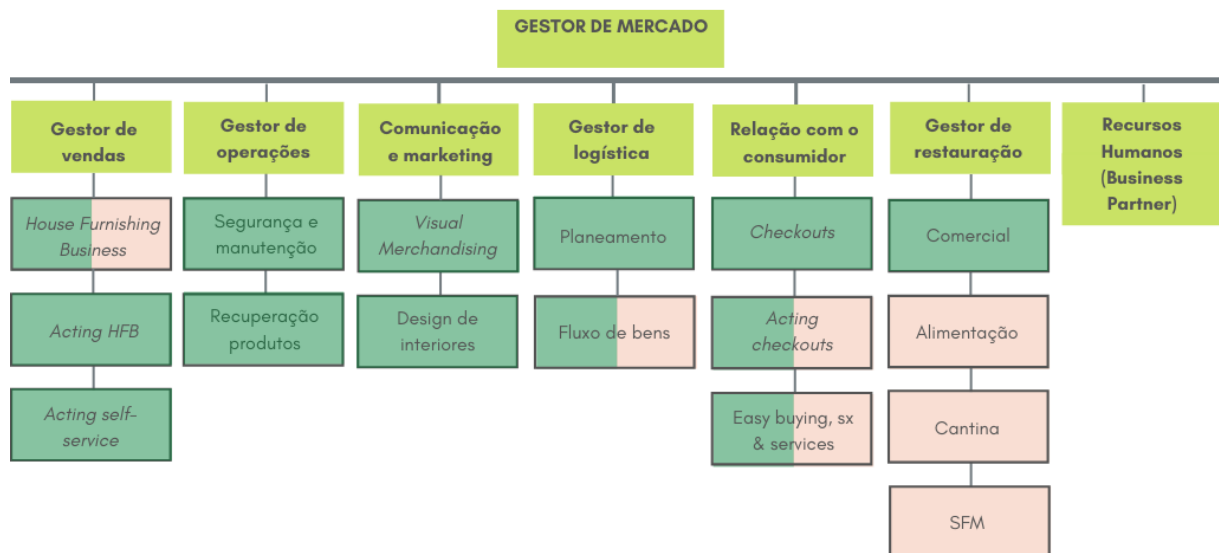 GESTOR DE MERCADO
Gestor de
vendas
House Furnishing
Business
Acting HFB
Acting self-
service
Gestor de
operações
Segurança e
manutenção
Recuperação
produtos
Comunicação
e marketing
Visual
Merchandising
Design de
interiores
Gestor de
logística
Planeamento
Fluxo de bens
Relação com o
consumidor
Checkouts
Acting
checkouts
Easy buying, sx
& services
Gestor de
restauração
Comercial
Alimentação
Cantina
SFM
Recursos
Humanos
(Business
Partner)